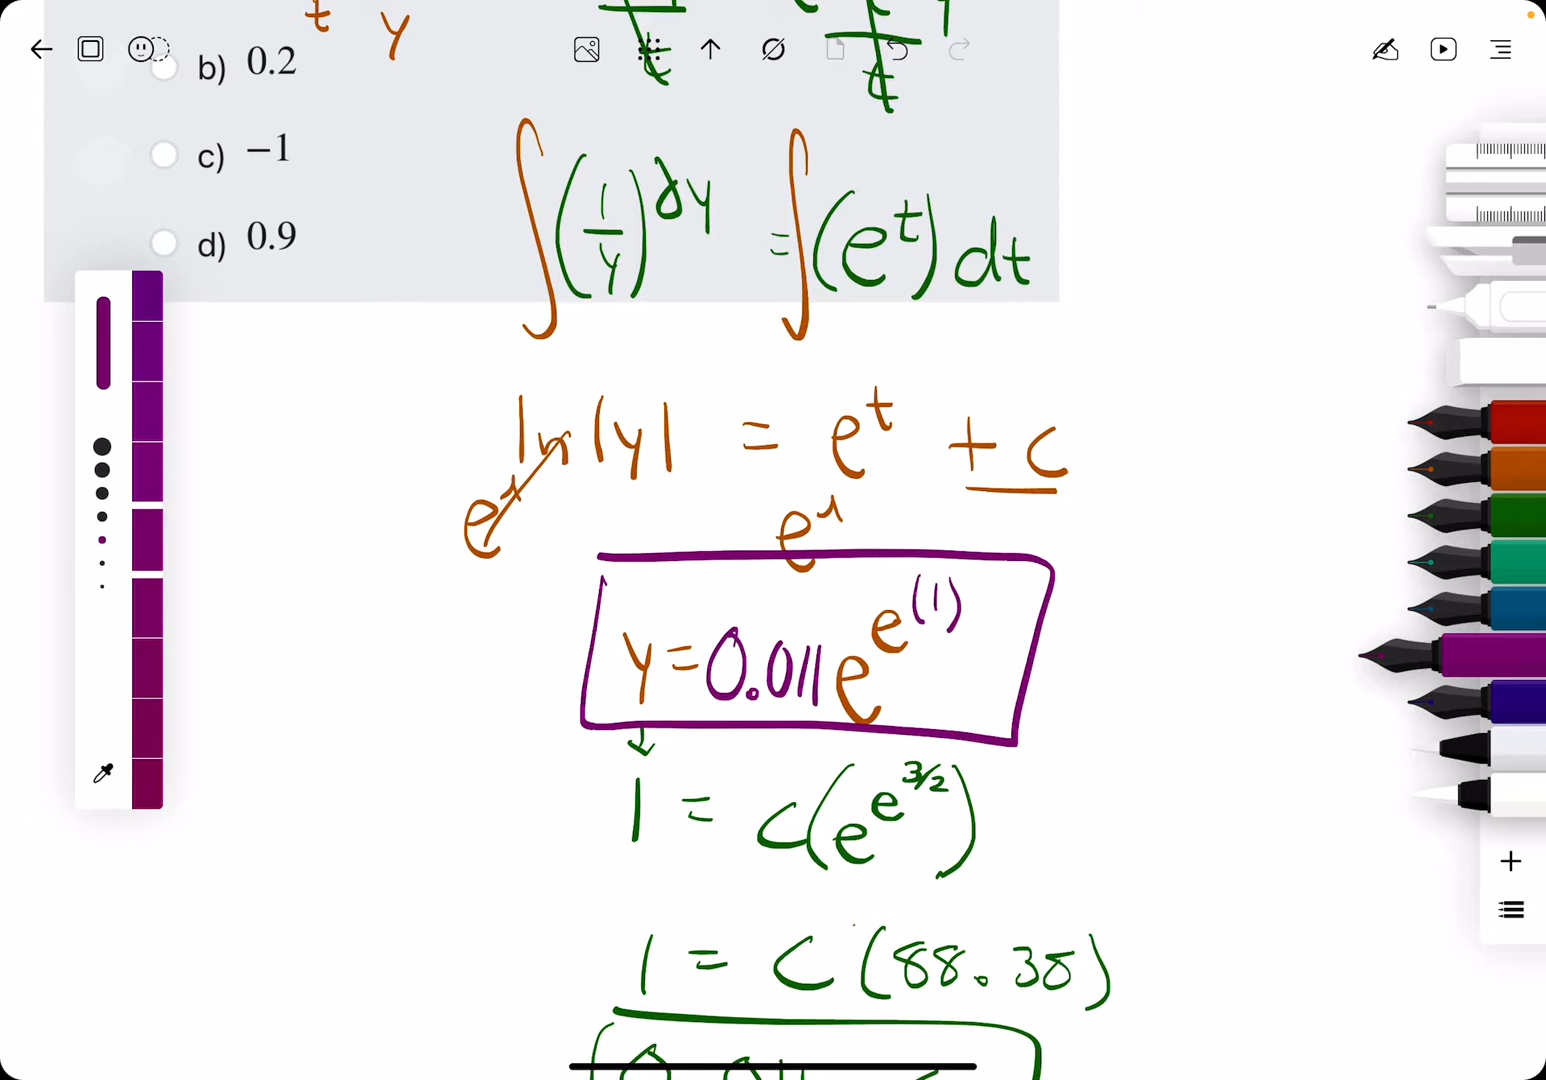 t y
t t
b) 0.2
c) −1
d) 0.9
∫(1/y)dy = ∫(e^t)dt
ln|y| = e^t + c
e^1 e^1
y = 0.011e^e^(1)
1 = c(e^e^3/2)
1 = C(88.38)